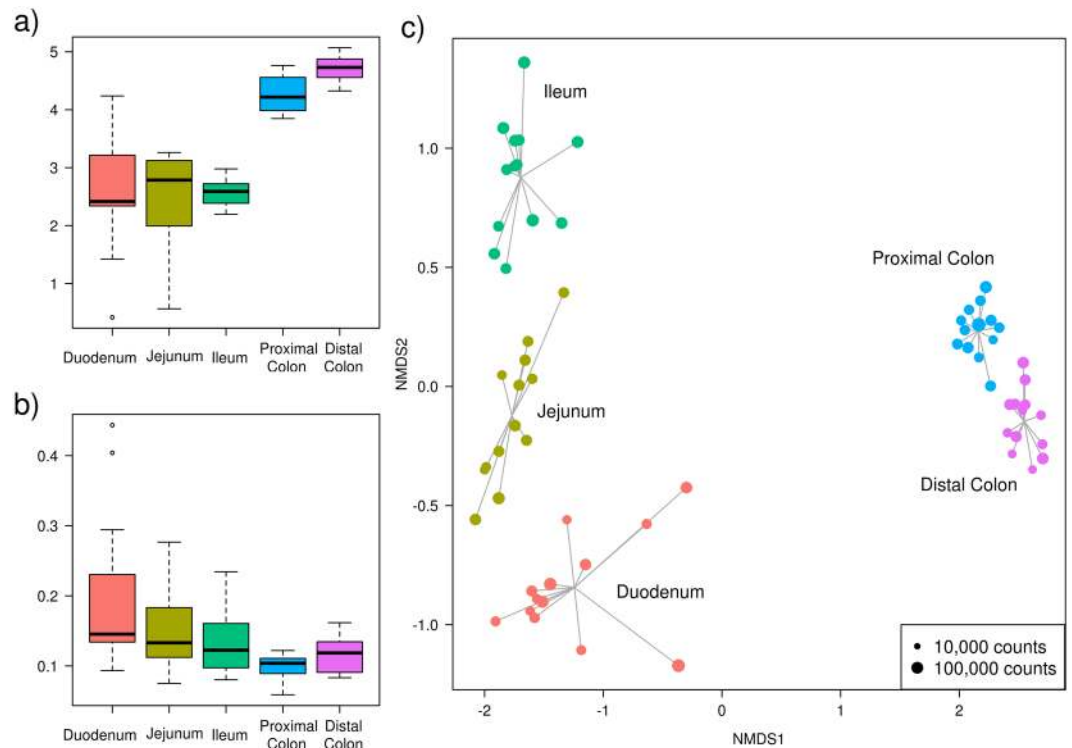 a)
5
4
3
2
1
Duodenum
Jejunum
Ileum
Proximal
Colon
Distal
Colon
b)
0.4
0.3
0.2
0.1
Duodenum
Jejunum
Ileum
Proximal
Colon
Distal
Colon
c)
NMDS2
1.0
0.5
0.0
-0.5
-1.0
Ileum
Proximal Colon
Jejunum
Distal Colon
Duodenum
10,000 counts
100,000 counts
-2
-1
0
1
2
NMDS1